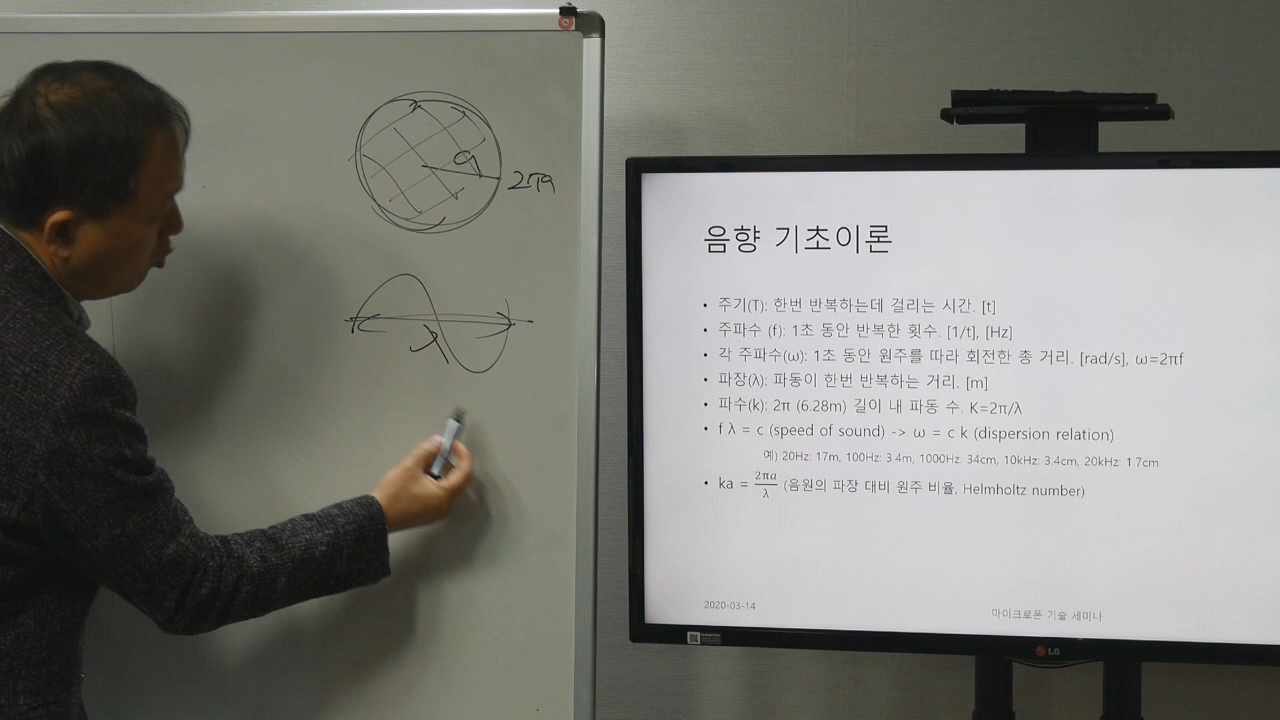 a
2πa
λ
음향 기초이론
• 주기(T): 한번 반복하는데 걸리는 시간. [t]
• 주파수 (f): 1초 동안 반복한 횟수. [1/t], [Hz]
• 각 주파수(ω): 1초 동안 원주를 따라 회전한 총 거리. [rad/s], ω=2πf
• 파장(λ): 파동이 한번 반복하는 거리. [m]
• 파수(k): 2π (6.28m) 길이 내 파동 수. K=2π/λ
• f λ = c (speed of sound) -> ω = c k (dispersion relation)
예) 20Hz: 17m, 100Hz: 3.4m, 1000Hz: 34cm, 10kHz: 3.4cm, 20kHz: 1.7cm
• ka = 2πa/λ (음원의 파장 대비 원주 비율, Helmholtz number)
2020-03-14
마이크로폰 기술 세미나
LG